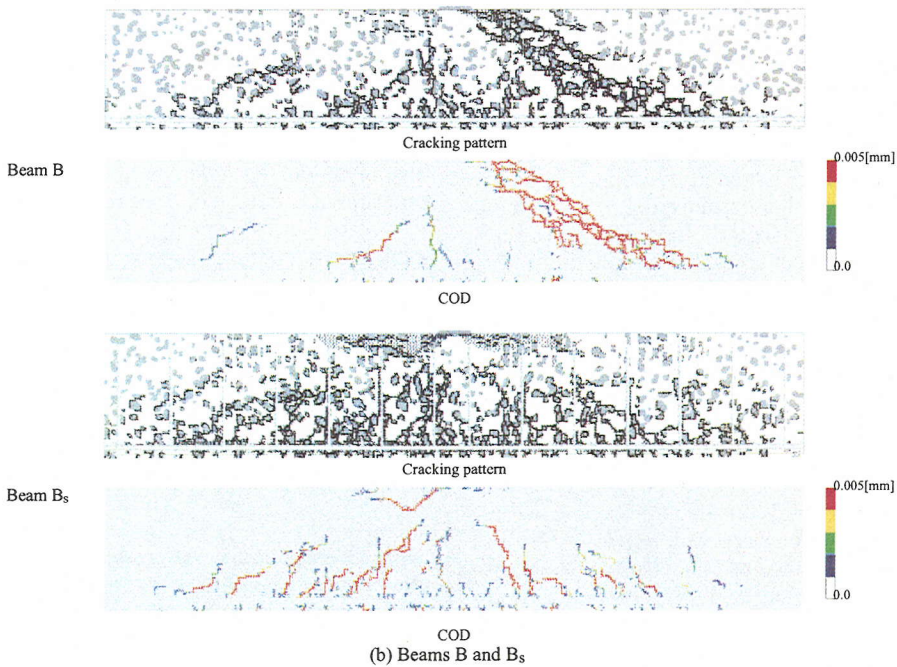 Cracking pattern
Beam B
0.005[mm]
0.0
COD
Cracking pattern
Beam Bs
0.005[mm]
0.0
COD
(b) Beams B and Bs